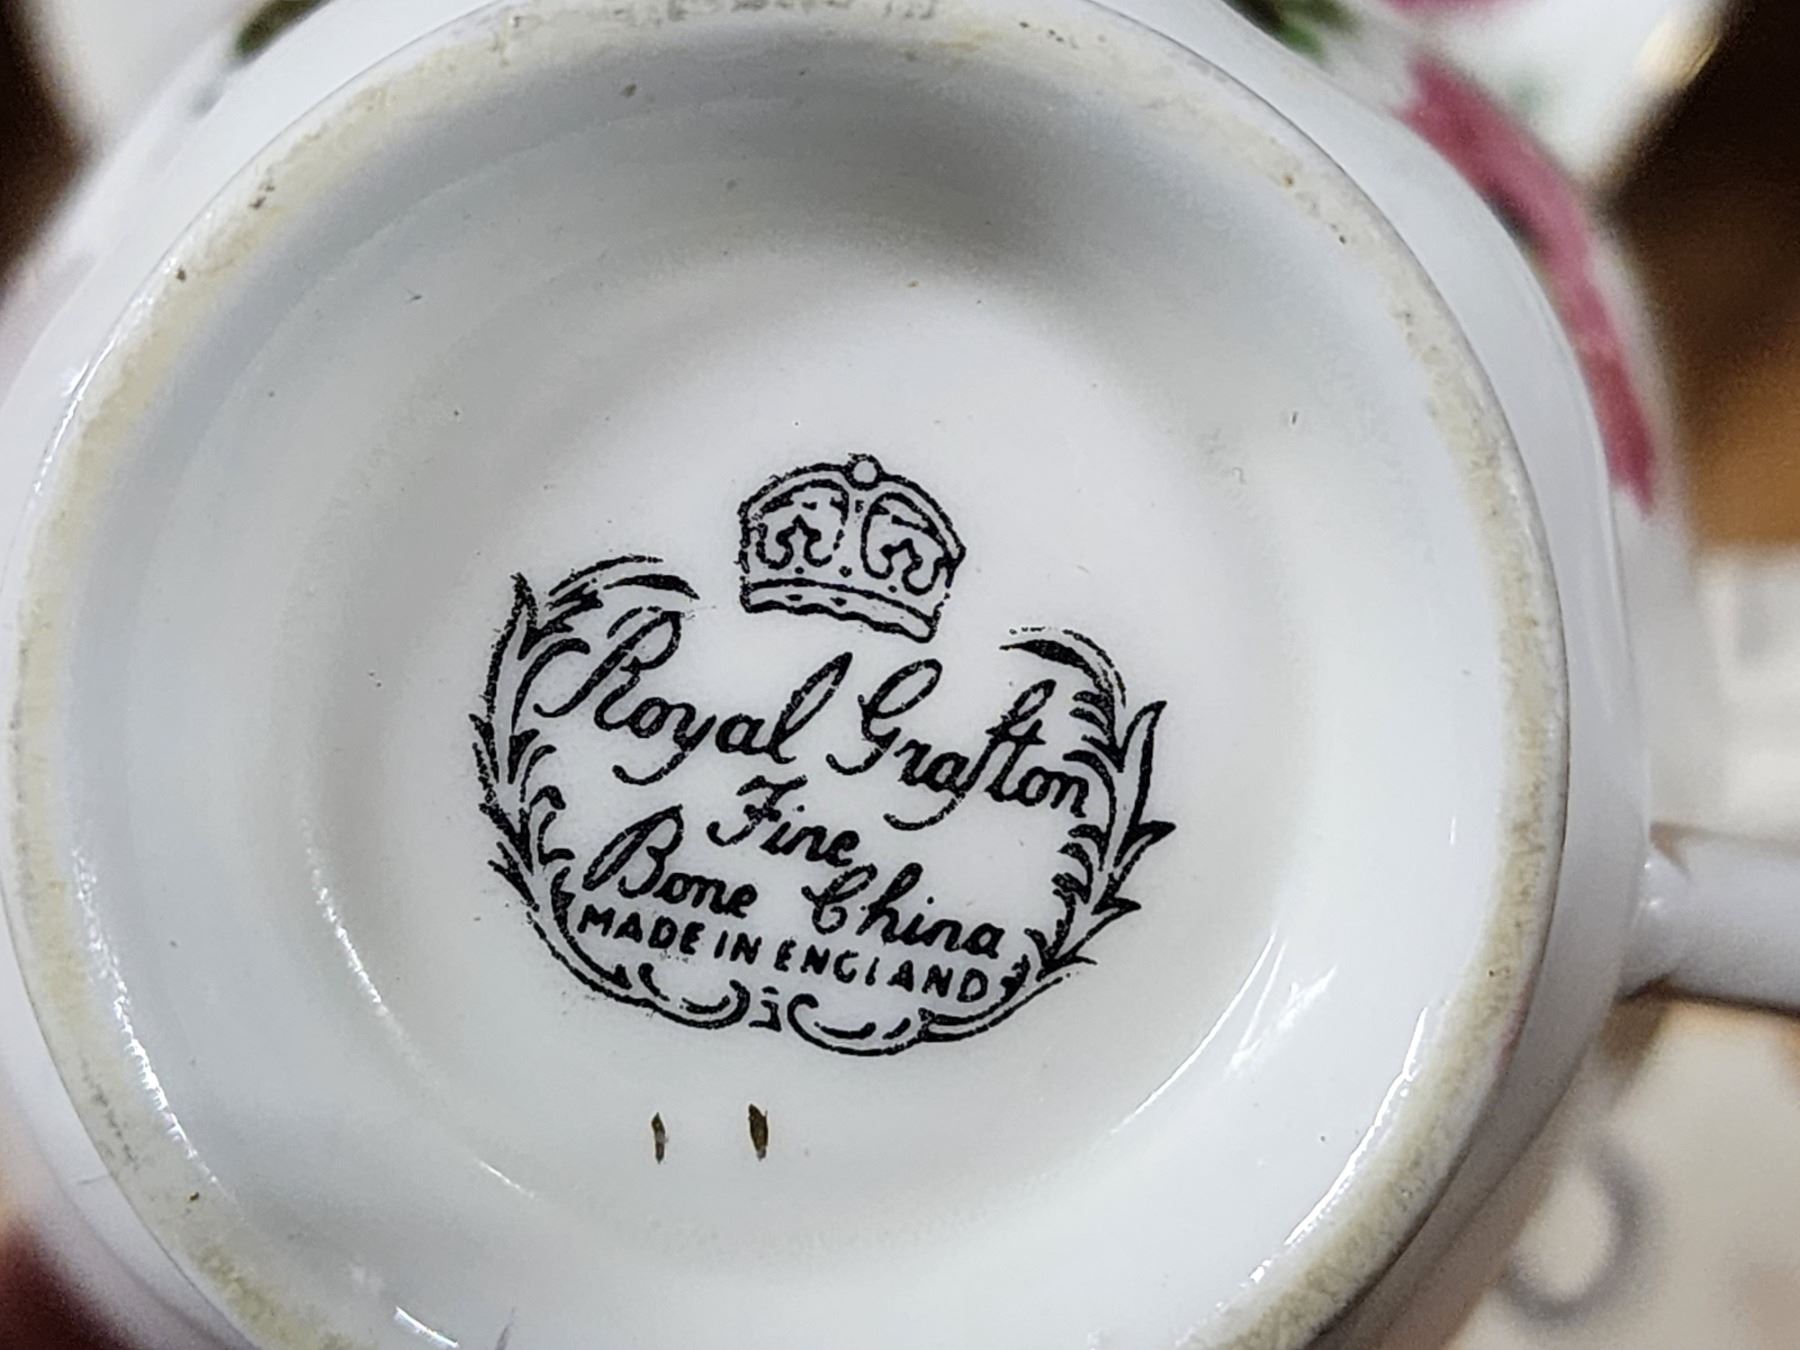 Royal Grafton
Fine
Bone China
MADE IN ENGLAND